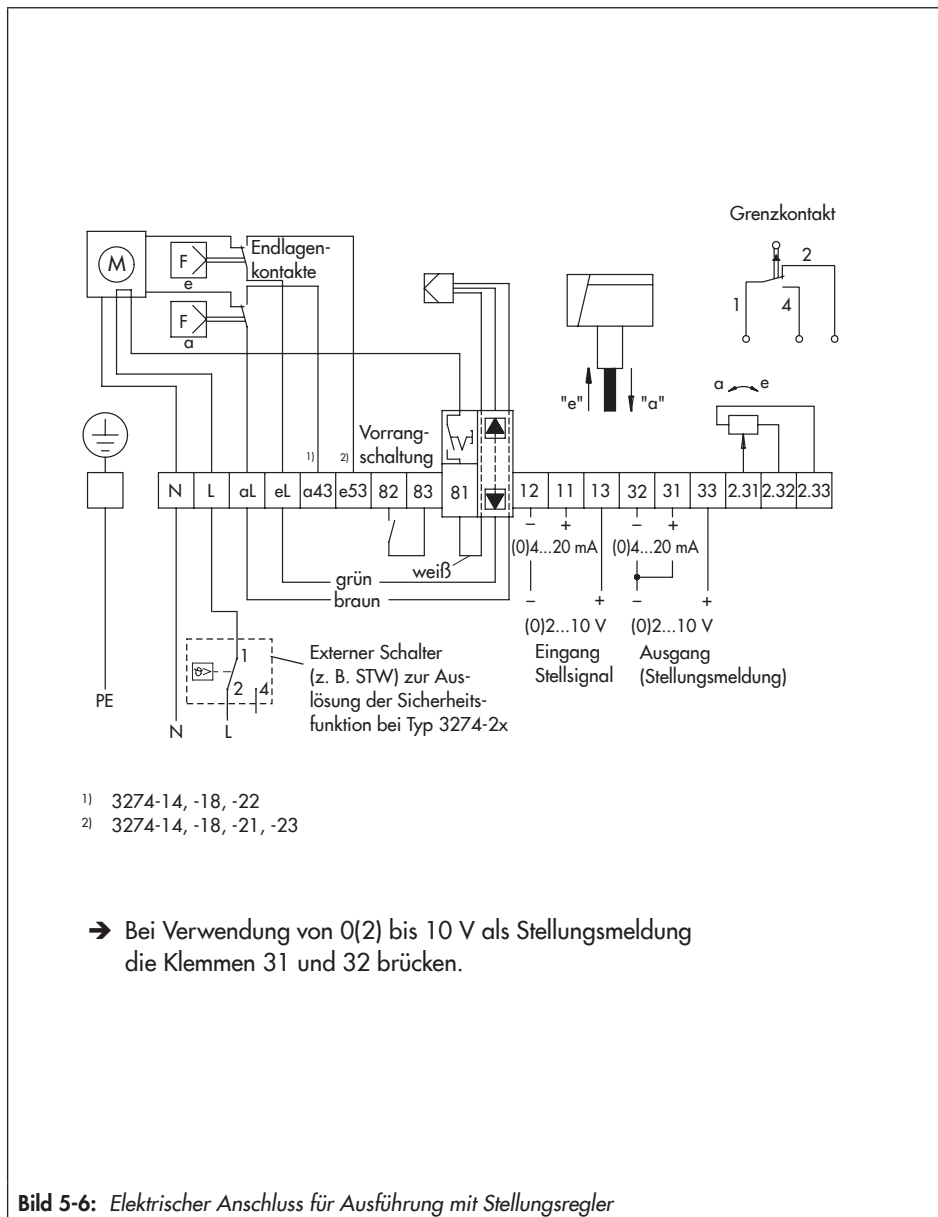 Grenzkontakt
M
F
e
Endlagen-
kontakte
F
a
2
1
4
a e
"e" "a"
1) 2)
Vorrang-
schaltung
N L aL eL a43 e53 82 83 81 12 11 13 32 31 33 2.31 2.32 2.33
– + – +
(0)4...20 mA (0)4...20 mA
weiß
grün
braun
– + – +
(0)2...10 V (0)2...10 V
Eingang
Stellsignal
Ausgang
(Stellungsmeldung)
ϑ>
1
2 4
Externer Schalter
(z. B. STW) zur Aus-
lösung der Sicherheits-
funktion bei Typ 3274-2x
PE
N L
1) 3274-14, -18, -22
2) 3274-14, -18, -21, -23
➔ Bei Verwendung von 0(2) bis 10 V als Stellungsmeldung
die Klemmen 31 und 32 brücken.
Bild 5-6: Elektrischer Anschluss für Ausführung mit Stellungsregler